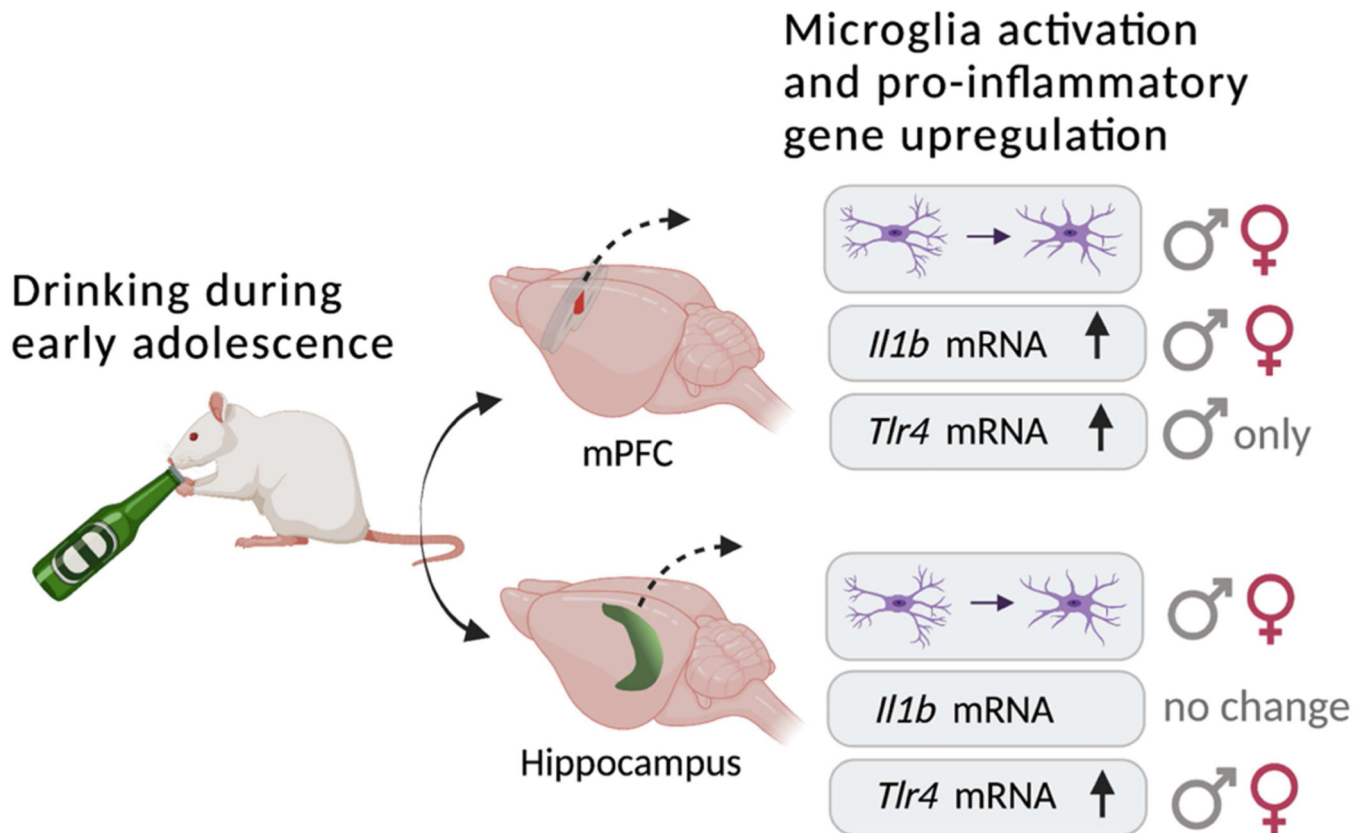 Microglia activation
and pro-inflammatory
gene upregulation
Drinking during
early adolescence
mPFC
Il1b mRNA
Tlr4 mRNA
only
Hippocampus
Il1b mRNA
no change
Tlr4 mRNA